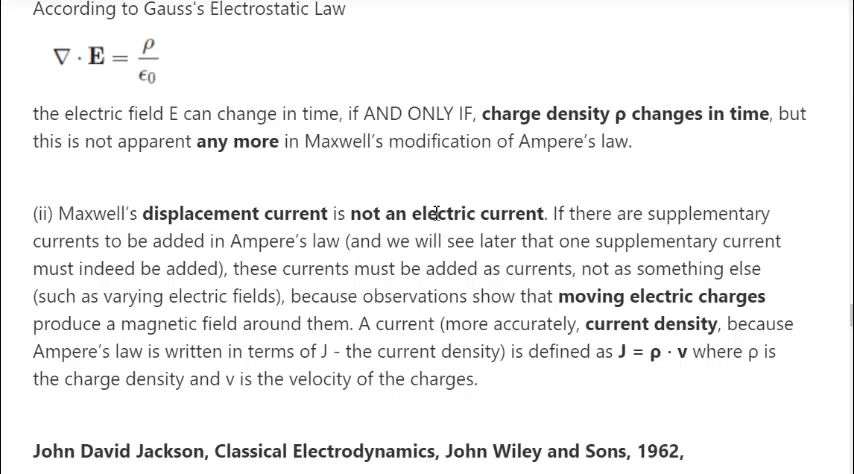 According to Gauss's Electrostatic Law
∇ · E = ρ / ϵ0
the electric field E can change in time, if AND ONLY IF, charge density ρ changes in time, but
this is not apparent any more in Maxwell's modification of Ampere's law.
(ii) Maxwell's displacement current is not an electric current. If there are supplementary
currents to be added in Ampere's law (and we will see later that one supplementary current
must indeed be added), these currents must be added as currents, not as something else
(such as varying electric fields), because observations show that moving electric charges
produce a magnetic field around them. A current (more accurately, current density, because
Ampere's law is written in terms of J - the current density) is defined as J = ρ · v where ρ is
the charge density and v is the velocity of the charges.
John David Jackson, Classical Electrodynamics, John Wiley and Sons, 1962,